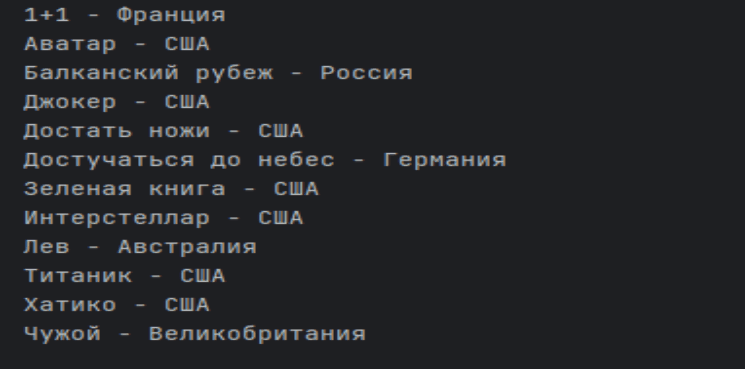 1+1 - Франция
Аватар - США
Балканский рубеж - Россия
Джокер - США
Достать ножи - США
Достучаться до небес - Германия
Зеленая книга - США
Интерстеллар - США
Лев - Австралия
Титаник - США
Хатико - США
Чужой - Великобритания